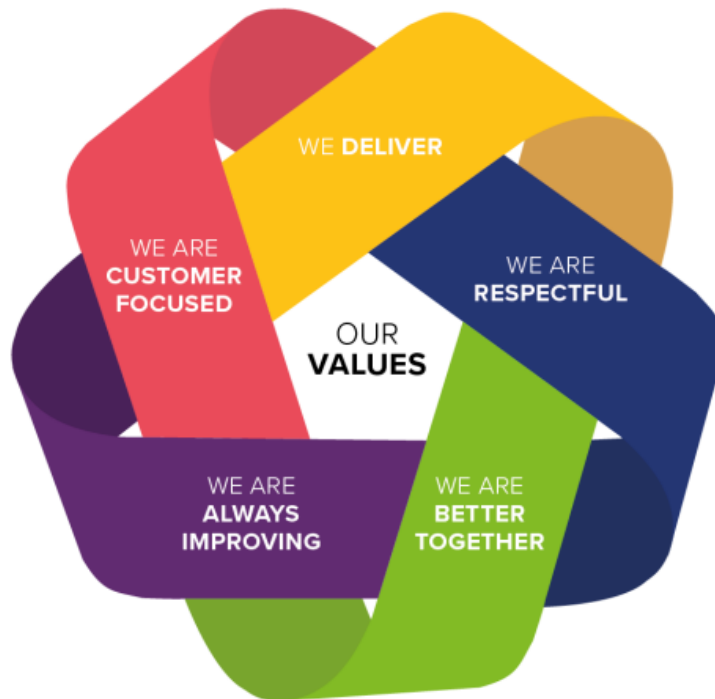 WE DELIVER
WE ARE
CUSTOMER
FOCUSED
WE ARE
RESPECTFUL
OUR
VALUES
WE ARE
ALWAYS
IMPROVING
WE ARE
BETTER
TOGETHER